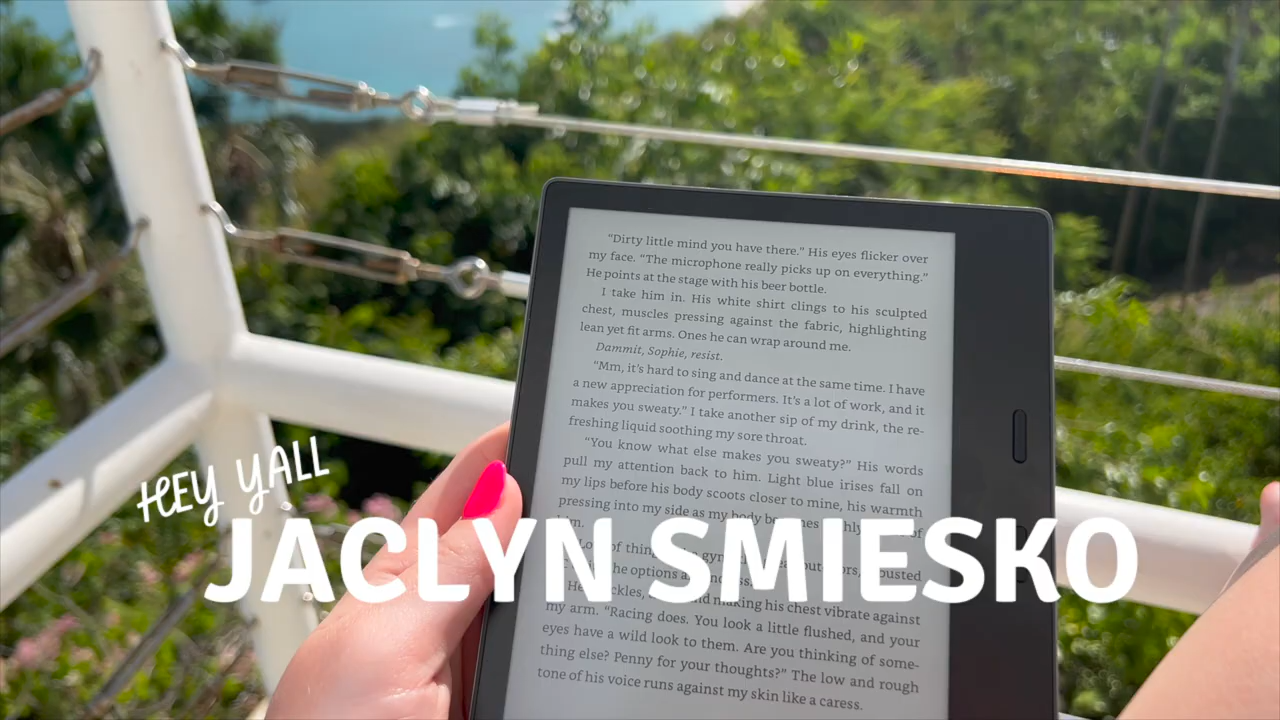 "Dirty little mind you have there." His eyes flicker over
my face. "The microphone really picks up on everything."
He points at the stage with his beer bottle.
I take him in. His white shirt clings to his sculpted
chest, muscles pressing against the fabric, highlighting
lean yet fit arms. Ones he can wrap around me.
Dammit, Sophie, resist.
"Mm, it's hard to sing and dance at the same time. I have
a new appreciation for performers. It's a lot of work, and it
makes you sweaty." I take another sip of my drink, the re-
freshing liquid soothing my sore throat.
"You know what else makes you sweaty?" His words
pull my attention back to him. Light blue irises fall on
my lips before his body scoots closer to mine, his warmth
pressing into my side as my body of
HEY YALL
JACLYN SMIESKO
of the options
making his chest vibrate against
my arm. "Racing does. You look a little flushed, and your
eyes have a wild look to them. Are you thinking of some-
thing else? Penny for your thoughts?" The low and rough
tone of his voice runs against my skin like a caress.